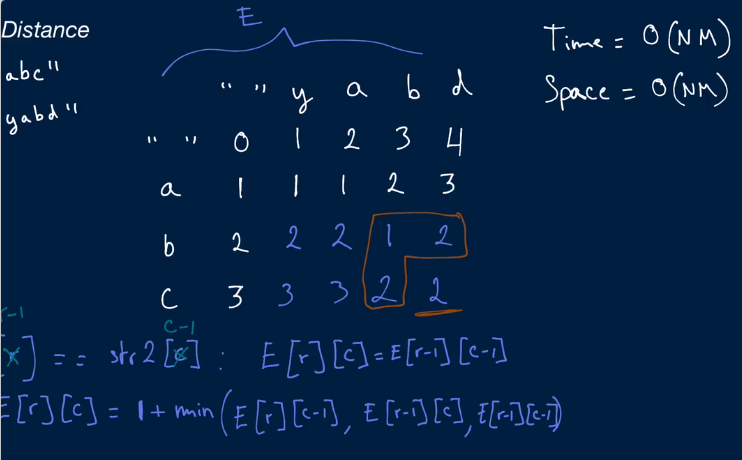 Distance
E
Time = O(NM)
abc"
Space = O(NM)
yabd"
" " y a b d
" " 0 1 2 3 4
a 1 1 1 2 3
b 2 2 2 1 2
c 3 3 3 2 2
-1
c-1
] == str2[c] : E[r][c]=E[r-1][c-1]
E[r][c] = 1+ min(E[r][c-1], E[r-1][c], E[r-1][c-1])